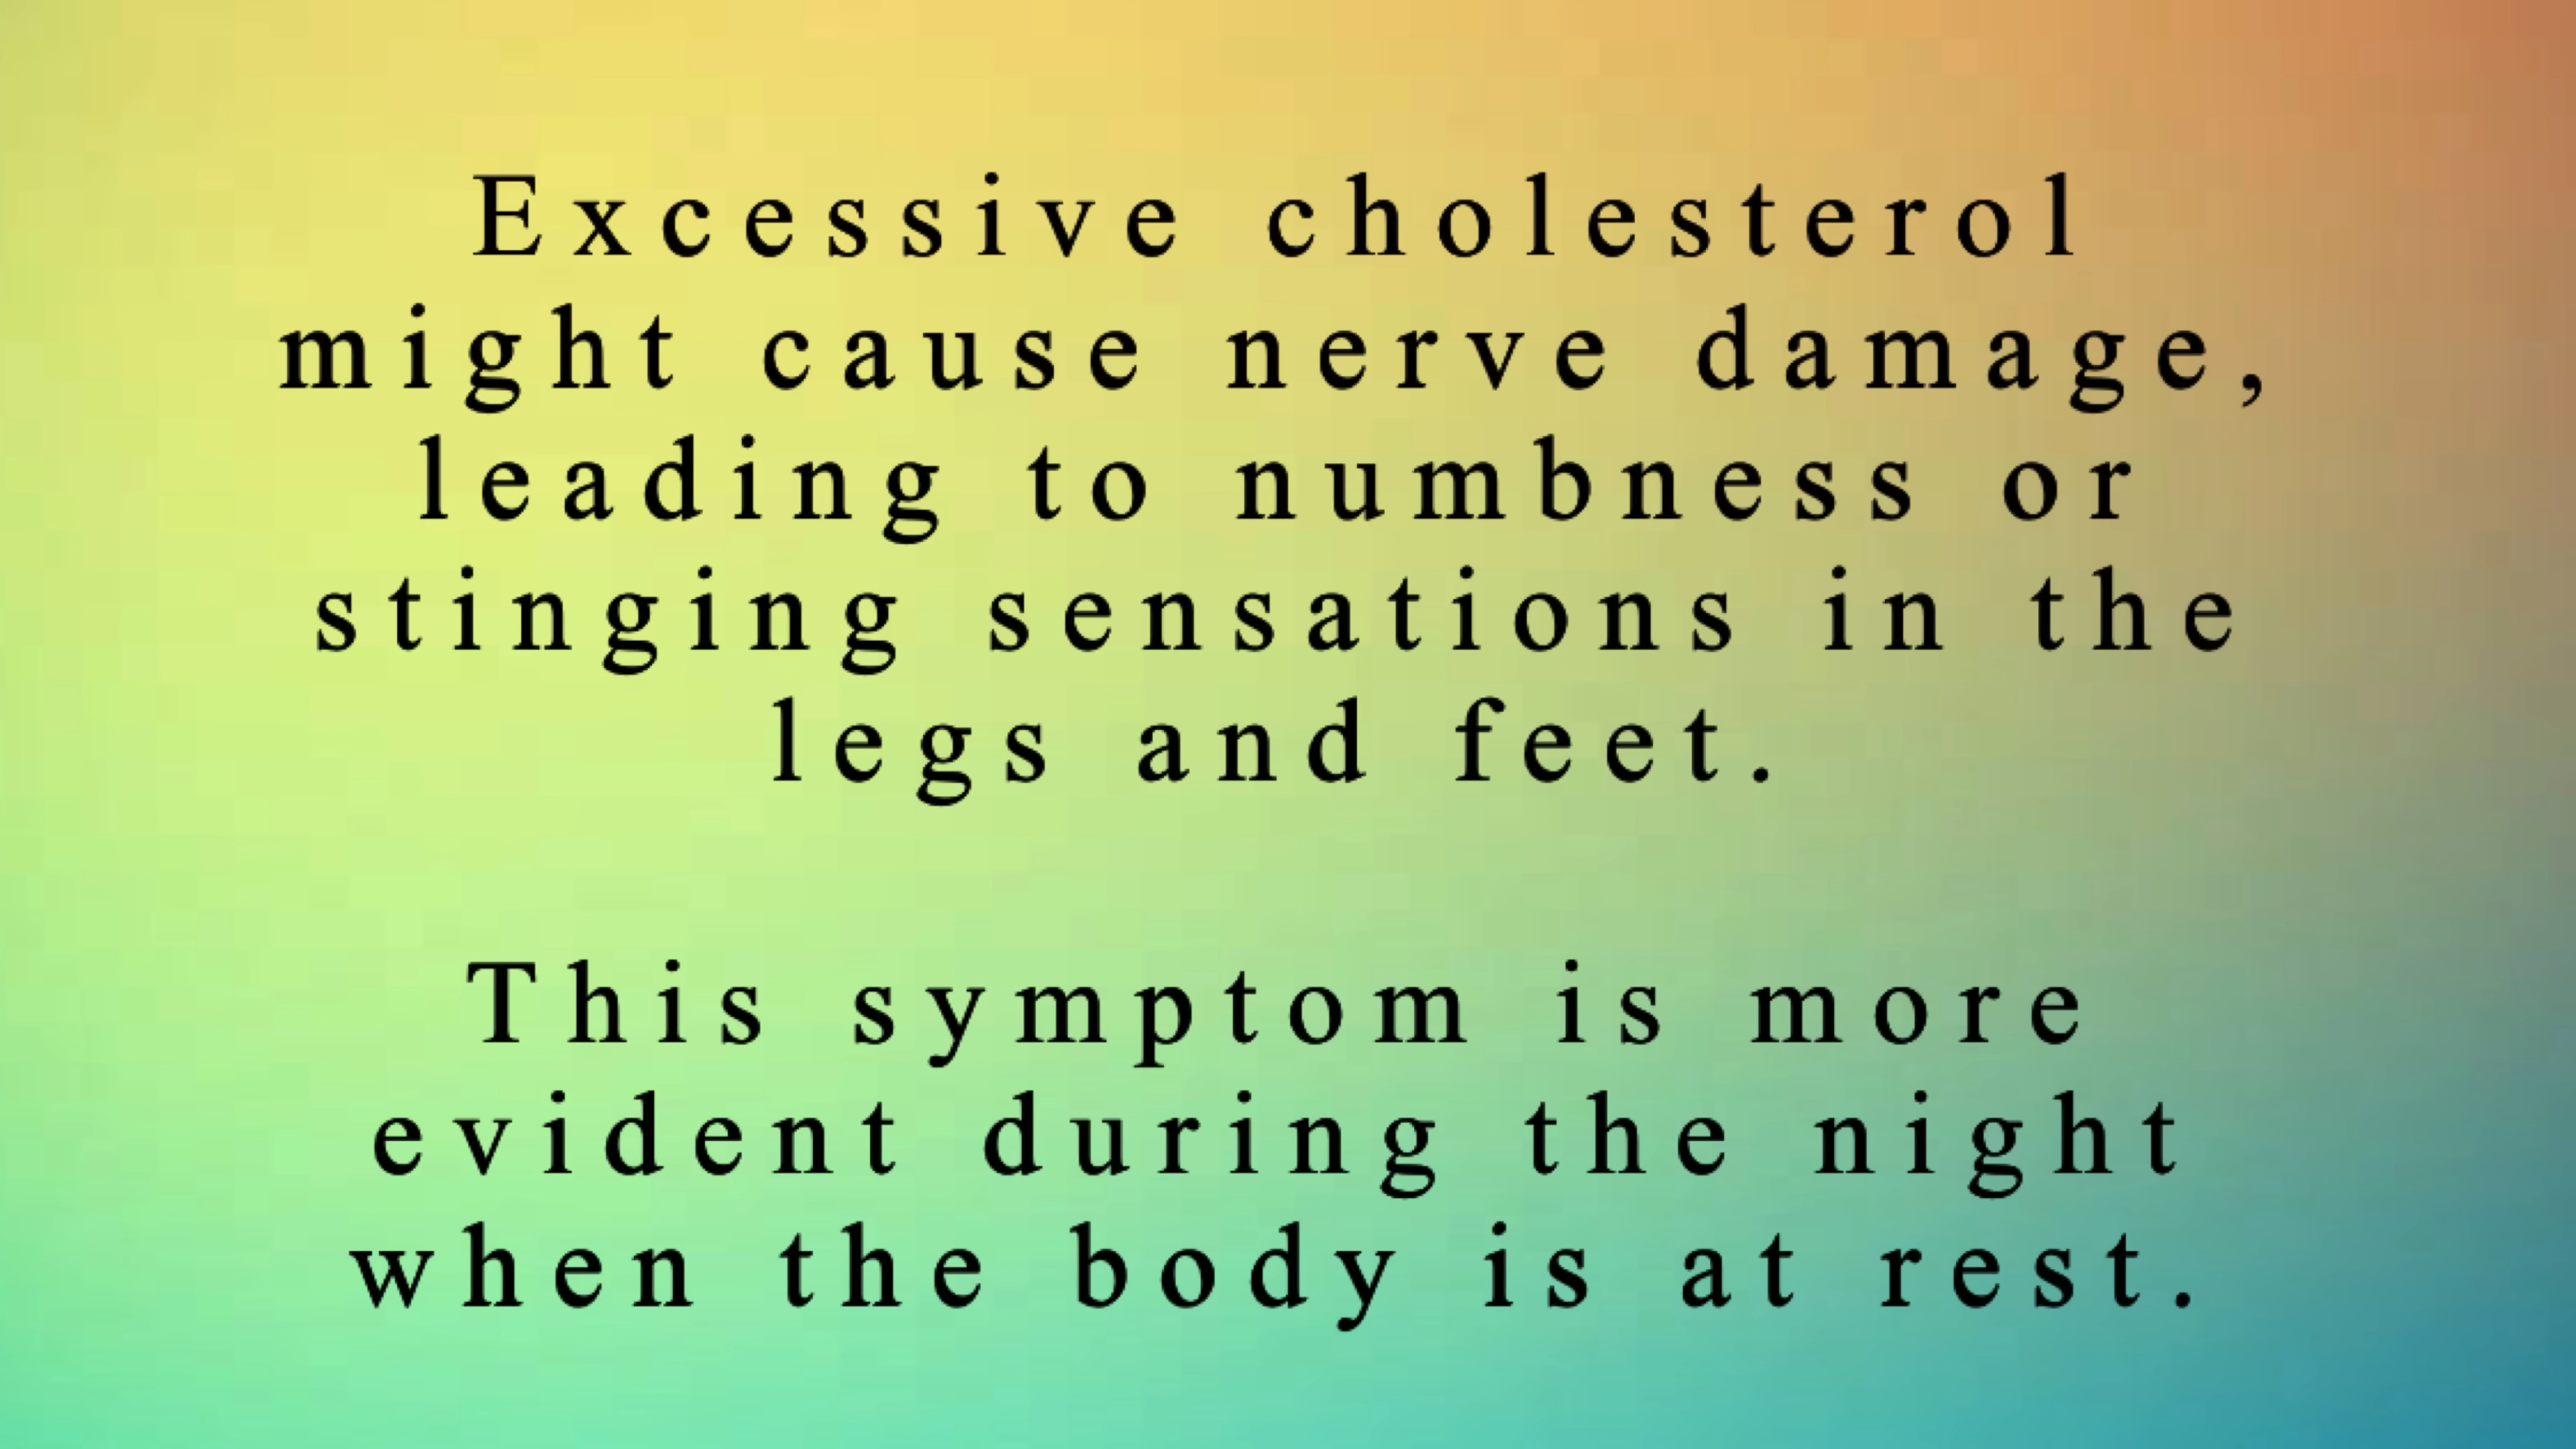 Excessive cholesterol
might cause nerve damage,
leading to numbness or
stinging sensations in the
legs and feet.
This symptom is more
evident during the night
when the body is at rest.